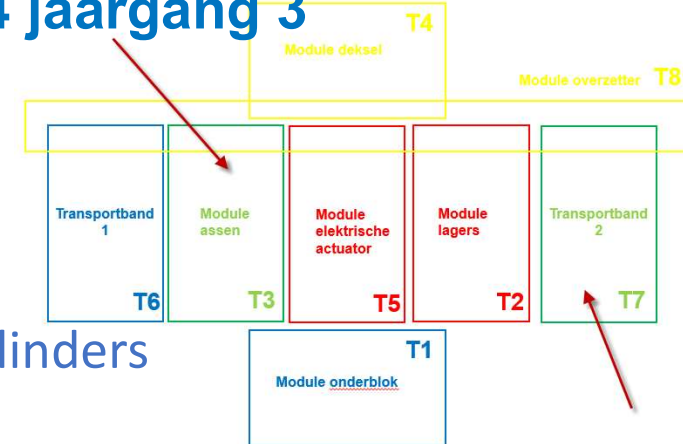 4 jaargang 3
T4
Module deksel
Module overzetter T8
Transportband
1
T6
Module
assen
T3
Module
elektrische
actuator
T5
Module
lagers
T2
Transportband
2
T7
linders
T1
Module onderblok